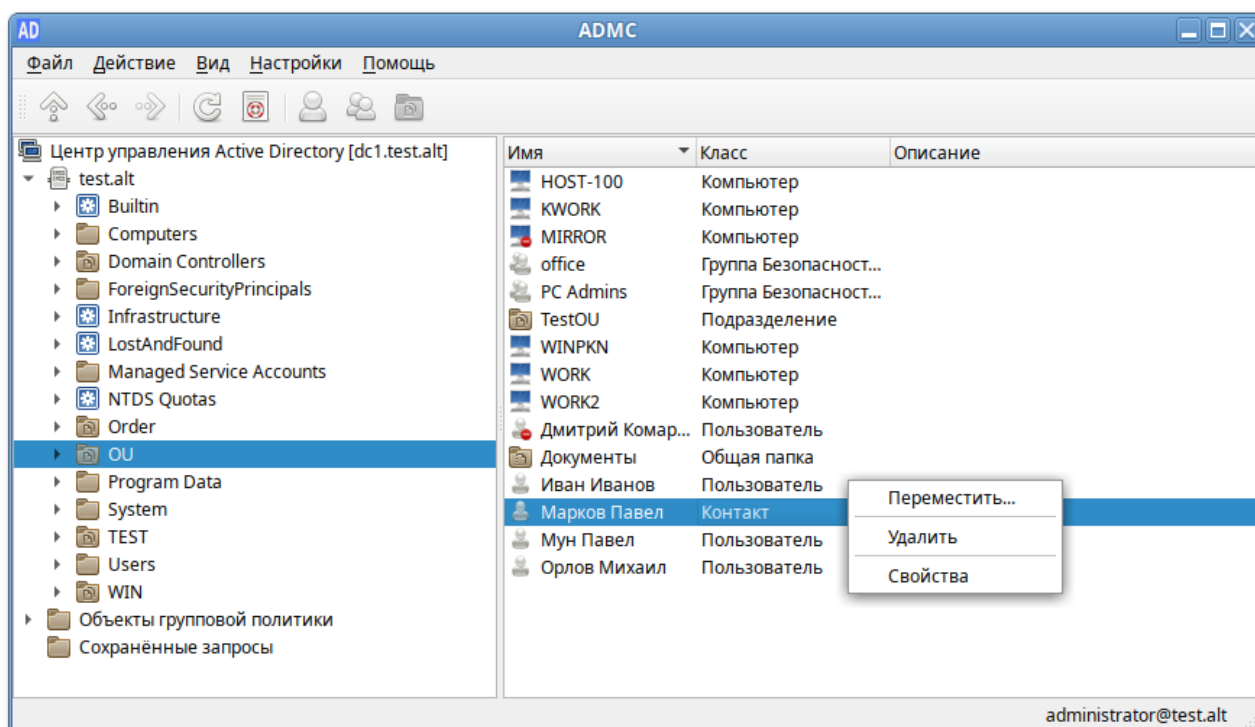 AD ADMC
Файл Действие Вид Настройки Помощь
Центр управления Active Directory [dc1.test.alt]
test.alt
Builtin
Computers
Domain Controllers
ForeignSecurityPrincipals
Infrastructure
LostAndFound
Managed Service Accounts
NTDS Quotas
Order
OU
Program Data
System
TEST
Users
WIN
Объекты групповой политики
Сохранённые запросы
Имя Класс Описание
HOST-100 Компьютер
KWORK Компьютер
MIRROR Компьютер
office Группа Безопасност...
PC Admins Группа Безопасност...
TestOU Подразделение
WINPKN Компьютер
WORK Компьютер
WORK2 Компьютер
Дмитрий Комар... Пользователь
Документы Общая папка
Иван Иванов Пользователь
Марков Павел Контакт
Мун Павел Пользователь
Орлов Михаил Пользователь
Переместить...
Удалить
Свойства
administrator@test.alt